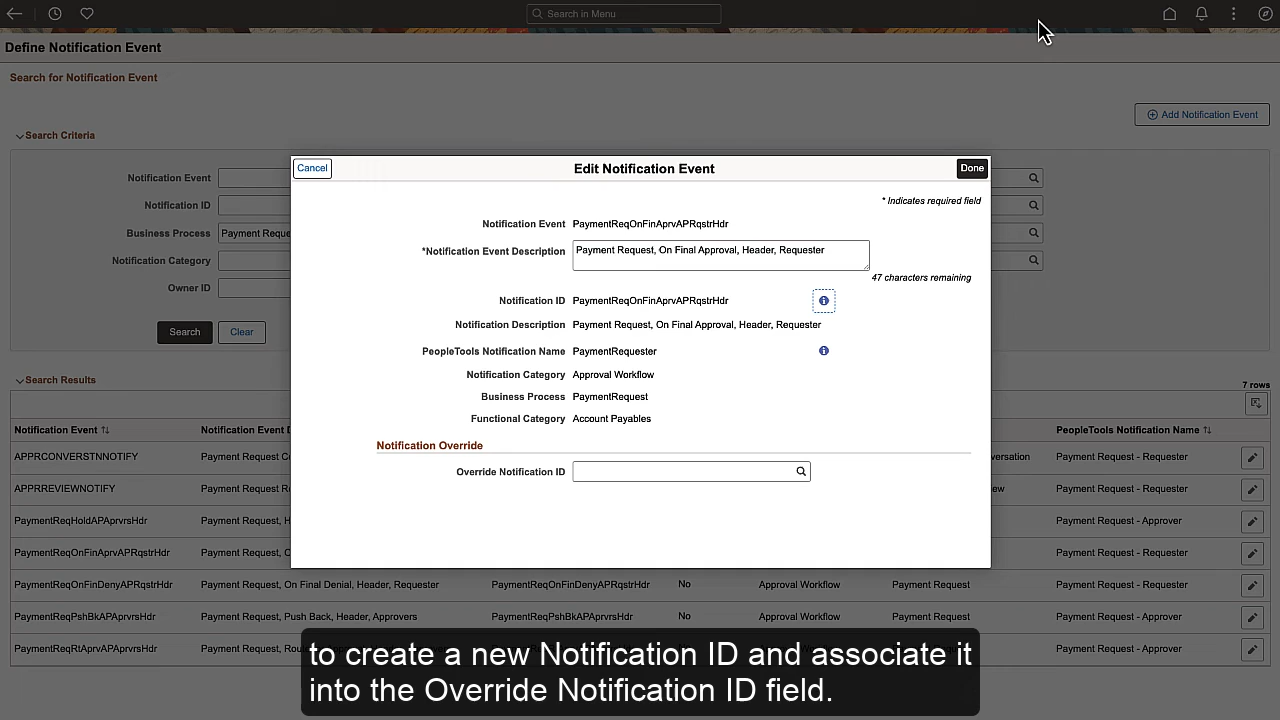 Search in Menu
Define Notification Event
Search for Notification Event
Add Notification Event
Search Criteria
Notification Event
Notification ID
Business Process Payment Reque
Notification Category
Owner ID
Search Clear
Cancel Edit Notification Event Done
* Indicates required field
Notification Event PaymentReqOnFinAprvAPRqstrHdr
*Notification Event Description Payment Request, On Final Approval, Header, Requester
47 characters remaining
Notification ID PaymentReqOnFinAprvAPRqstrHdr
Notification Description Payment Request, On Final Approval, Header, Requester
PeopleTools Notification Name PaymentRequester
Notification Category Approval Workflow
Business Process PaymentRequest
Functional Category Account Payables
Notification Override
Override Notification ID
Search Results
7 rows
Notification Event Notification Event D PeopleTools Notification Name
APPRCONVERSTNNOTIFY Payment Request Co versation Payment Request - Requester
APPRREVIEWNOTIFY Payment Request Re ew Payment Request - Requester
PaymentReqHoldAPAprvrsHdr Payment Request, H Payment Request - Approver
PaymentReqOnFinAprvAPRqstrHdr Payment Request, O Payment Request - Requester
PaymentReqOnFinDenyAPRqstrHdr Payment Request, On Final Denial, Header, Requester PaymentReqOnFinDenyAPRqstrHdr No Approval Workflow Payment Request Payment Request - Requester
PaymentReqPshBkAPAprvrsHdr Payment Request, Push Back, Header, Approvers PaymentReqPshBkAPAprvrsHdr No Approval Workflow Payment Request Payment Request - Approver
PaymentReqRtAprvAPAprvrsHdr Payment Request, Rou Payment Request - Approver
to create a new Notification ID and associate it
into the Override Notification ID field.